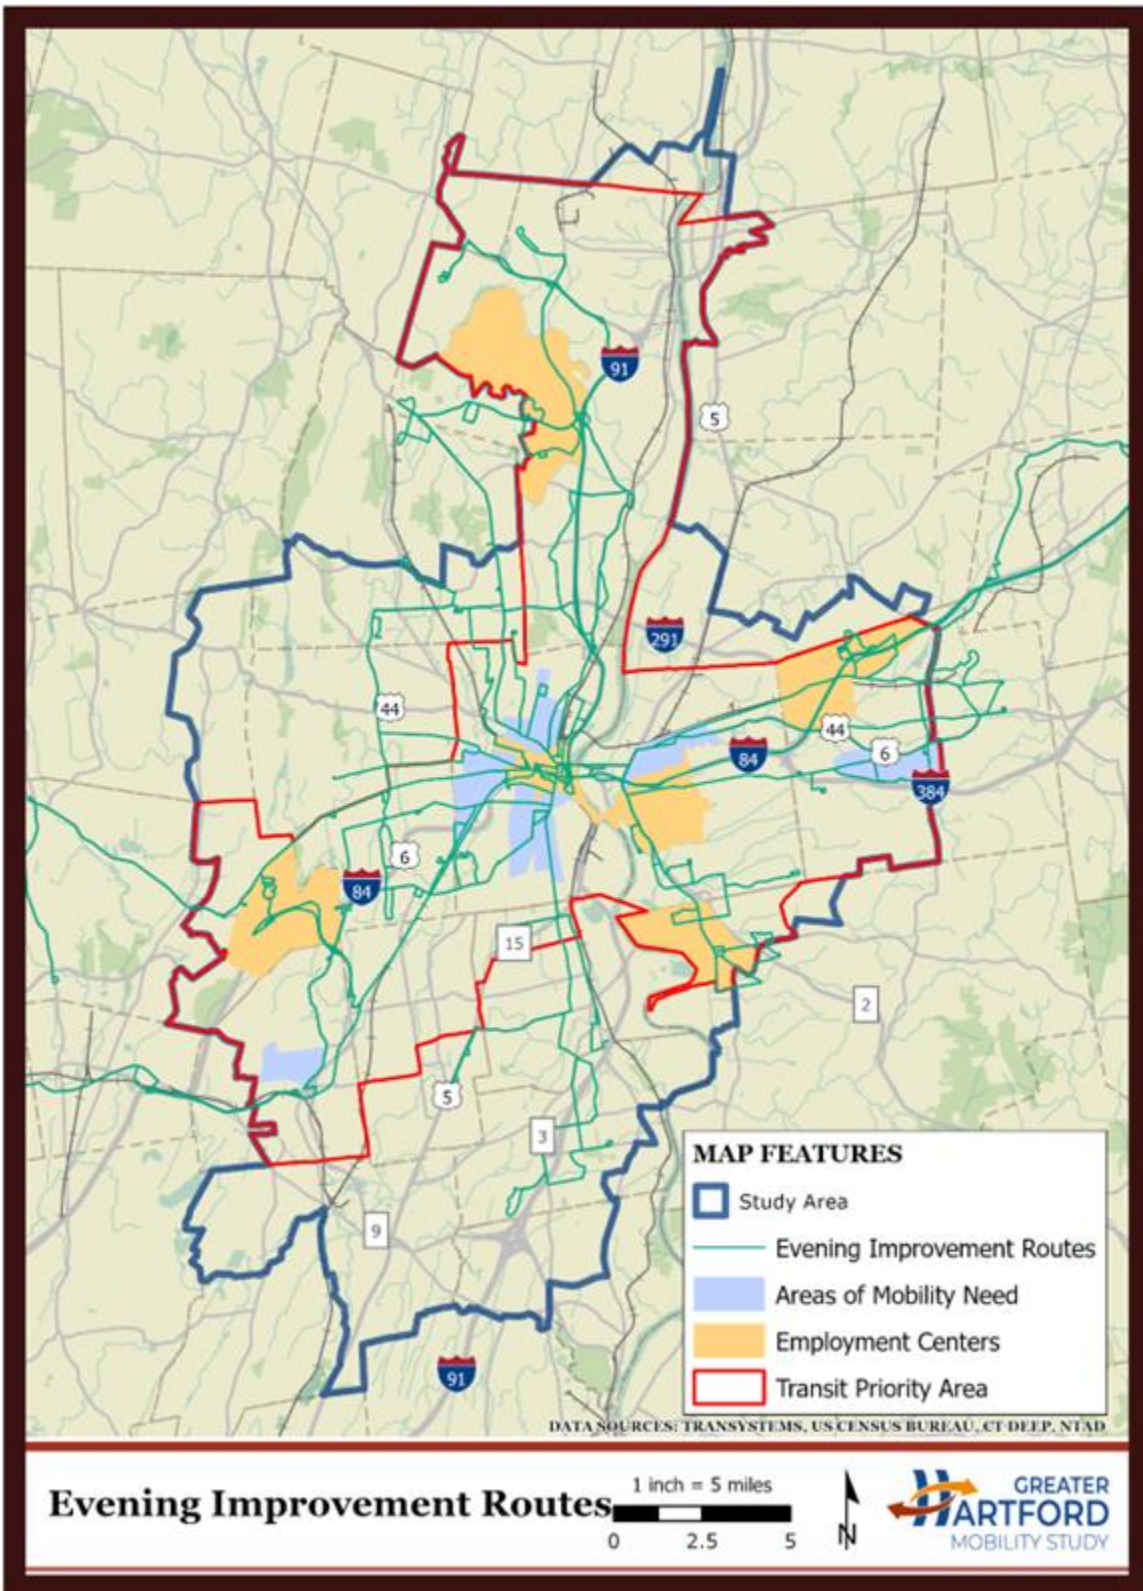 91
5
291
44
84
44
6
384
6
84
15
2
5
3
9
91
MAP FEATURES
Study Area
Evening Improvement Routes
Areas of Mobility Need
Employment Centers
Transit Priority Area
DATA SOURCES: TRANSYSTEMS, US CENSUS BUREAU, CT DEEP, NTAD
Evening Improvement Routes
1 inch = 5 miles
0 2.5 5
N
GREATER
HARTFORD
MOBILITY STUDY